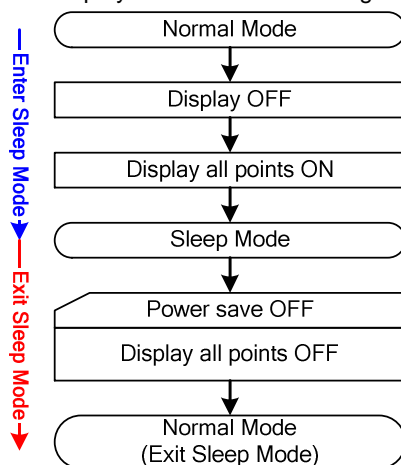 Normal Mode
Display OFF
Display all points ON
Sleep Mode
Power save OFF
Display all points OFF
Normal Mode
(Exit Sleep Mode)
Enter Sleep Mode
Exit Sleep Mode